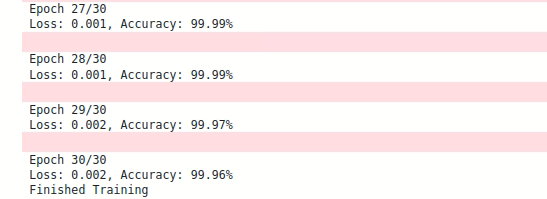 Epoch 27/30
Loss: 0.001, Accuracy: 99.99%
Epoch 28/30
Loss: 0.001, Accuracy: 99.99%
Epoch 29/30
Loss: 0.002, Accuracy: 99.97%
Epoch 30/30
Loss: 0.002, Accuracy: 99.96%
Finished Training